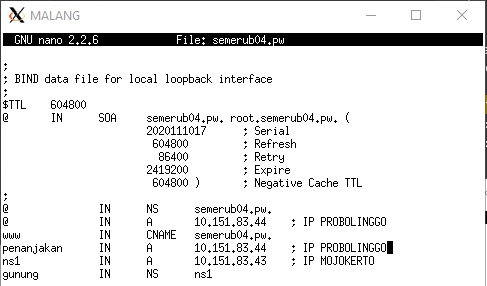 MALANG
GNU nano 2.2.6 File: semerub04.pw
;
; BIND data file for local loopback interface
;
$TTL 604800
@ IN SOA semerub04.pw. root.semerub04.pw. (
2020111017 ; Serial
604800 ; Refresh
86400 ; Retry
2419200 ; Expire
604800 ) ; Negative Cache TTL
;
@ IN NS semerub04.pw.
@ IN A 10.151.83.44 ; IP PROBOLINGGO
www IN CNAME semerub04.pw.
penanjakan IN A 10.151.83.44 ; IP PROBOLINGGO
ns1 IN A 10.151.83.43 ; IP MOJOKERTO
gunung IN NS ns1